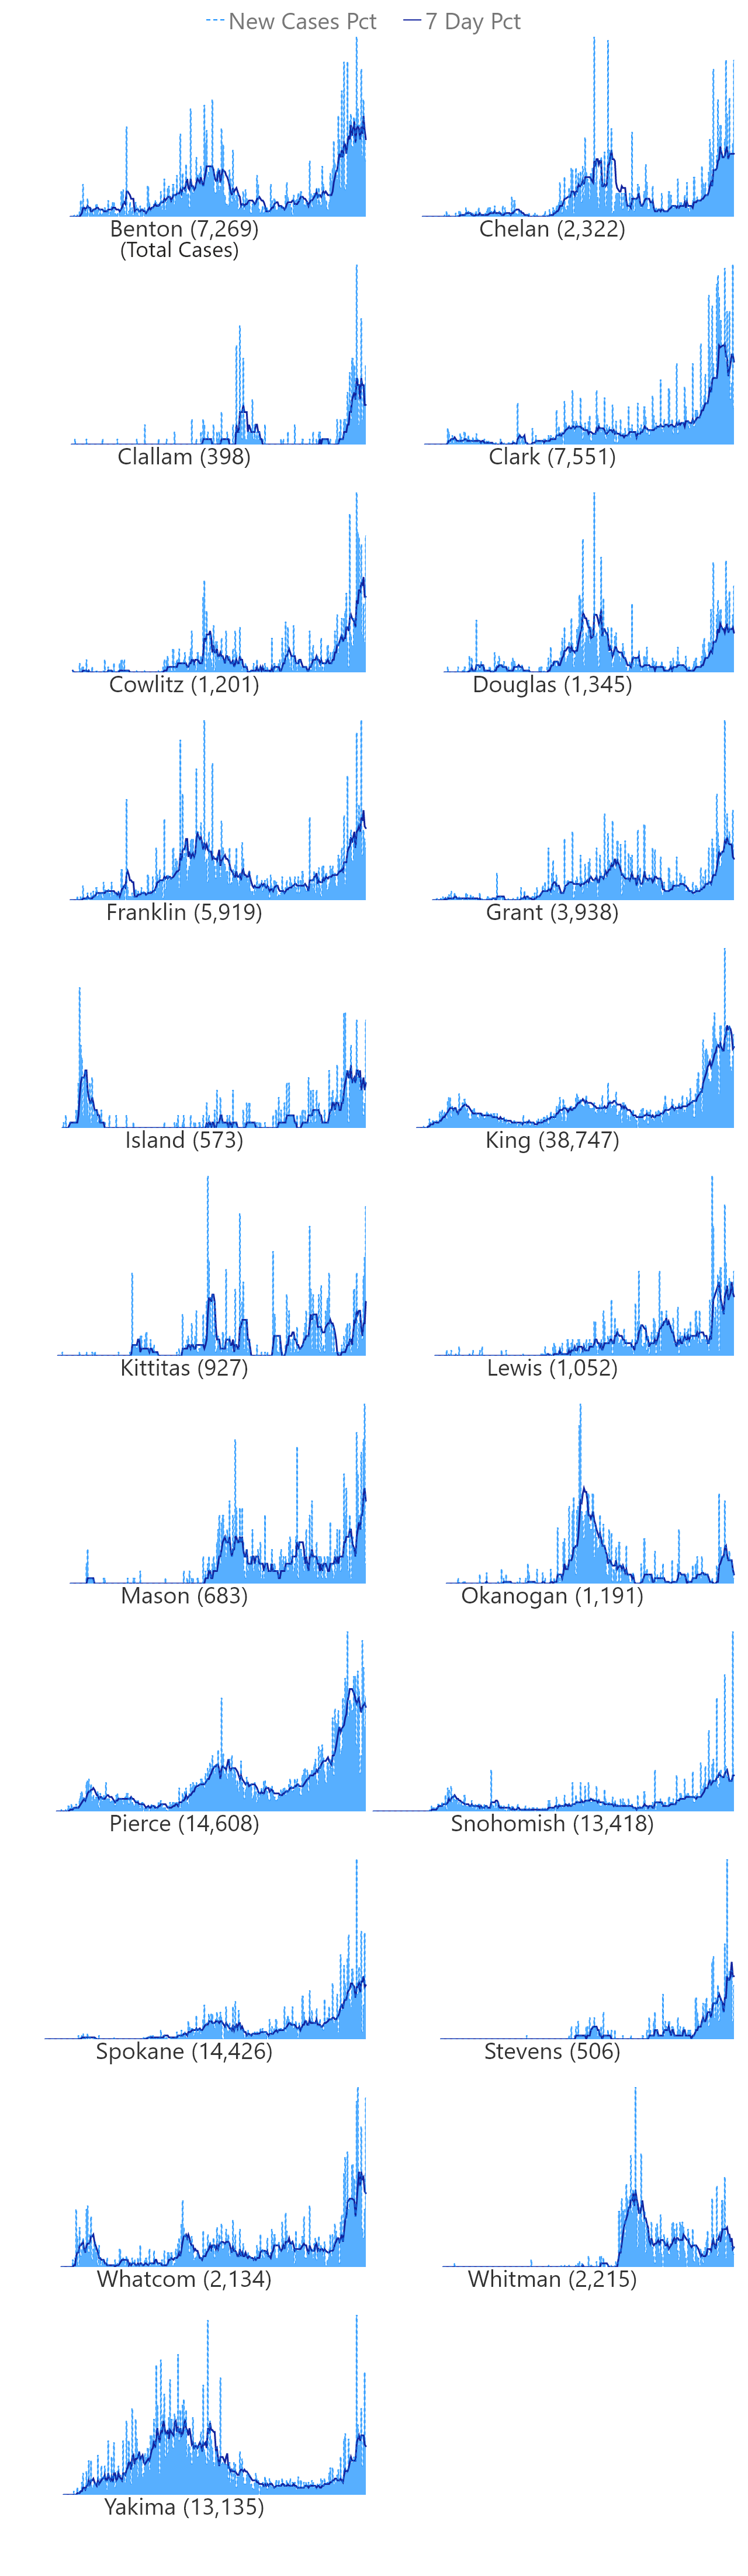 New Cases Pct 7 Day Pct
Benton (7,269) Chelan (2,322)
(Total Cases)
Clallam (398) Clark (7,551)
Cowlitz (1,201) Douglas (1,345)
Franklin (5,919) Grant (3,938)
Island (573) King (38,747)
Kittitas (927) Lewis (1,052)
Mason (683) Okanogan (1,191)
Pierce (14,608) Snohomish (13,418)
Spokane (14,426) Stevens (506)
Whatcom (2,134) Whitman (2,215)
Yakima (13,135)